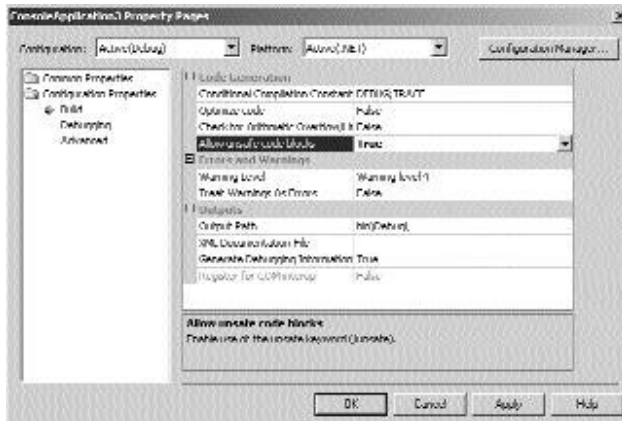 ConsoleApplication3 Property Pages
Configuration: Active(Debug) Platform: Active(.NET) Configuration Manager...
Common Properties
Configuration Properties
Build
Debugging
Advanced
Code Generation
Conditional Compilation Constant DEBUG;TRACE
Optimize code False
Check for Arithmetic Overflow/ False
Allow unsafe code blocks True
Errors and Warnings
Warning Level Warning level 4
Treat Warnings As Errors False
Outputs
Output Path bin\Debug\
XML Documentation File
Generate Debugging Information True
Register for COM interop False
Allow unsafe code blocks
Enable use of the unsafe keyword (/unsafe).
OK Cancel Apply Help